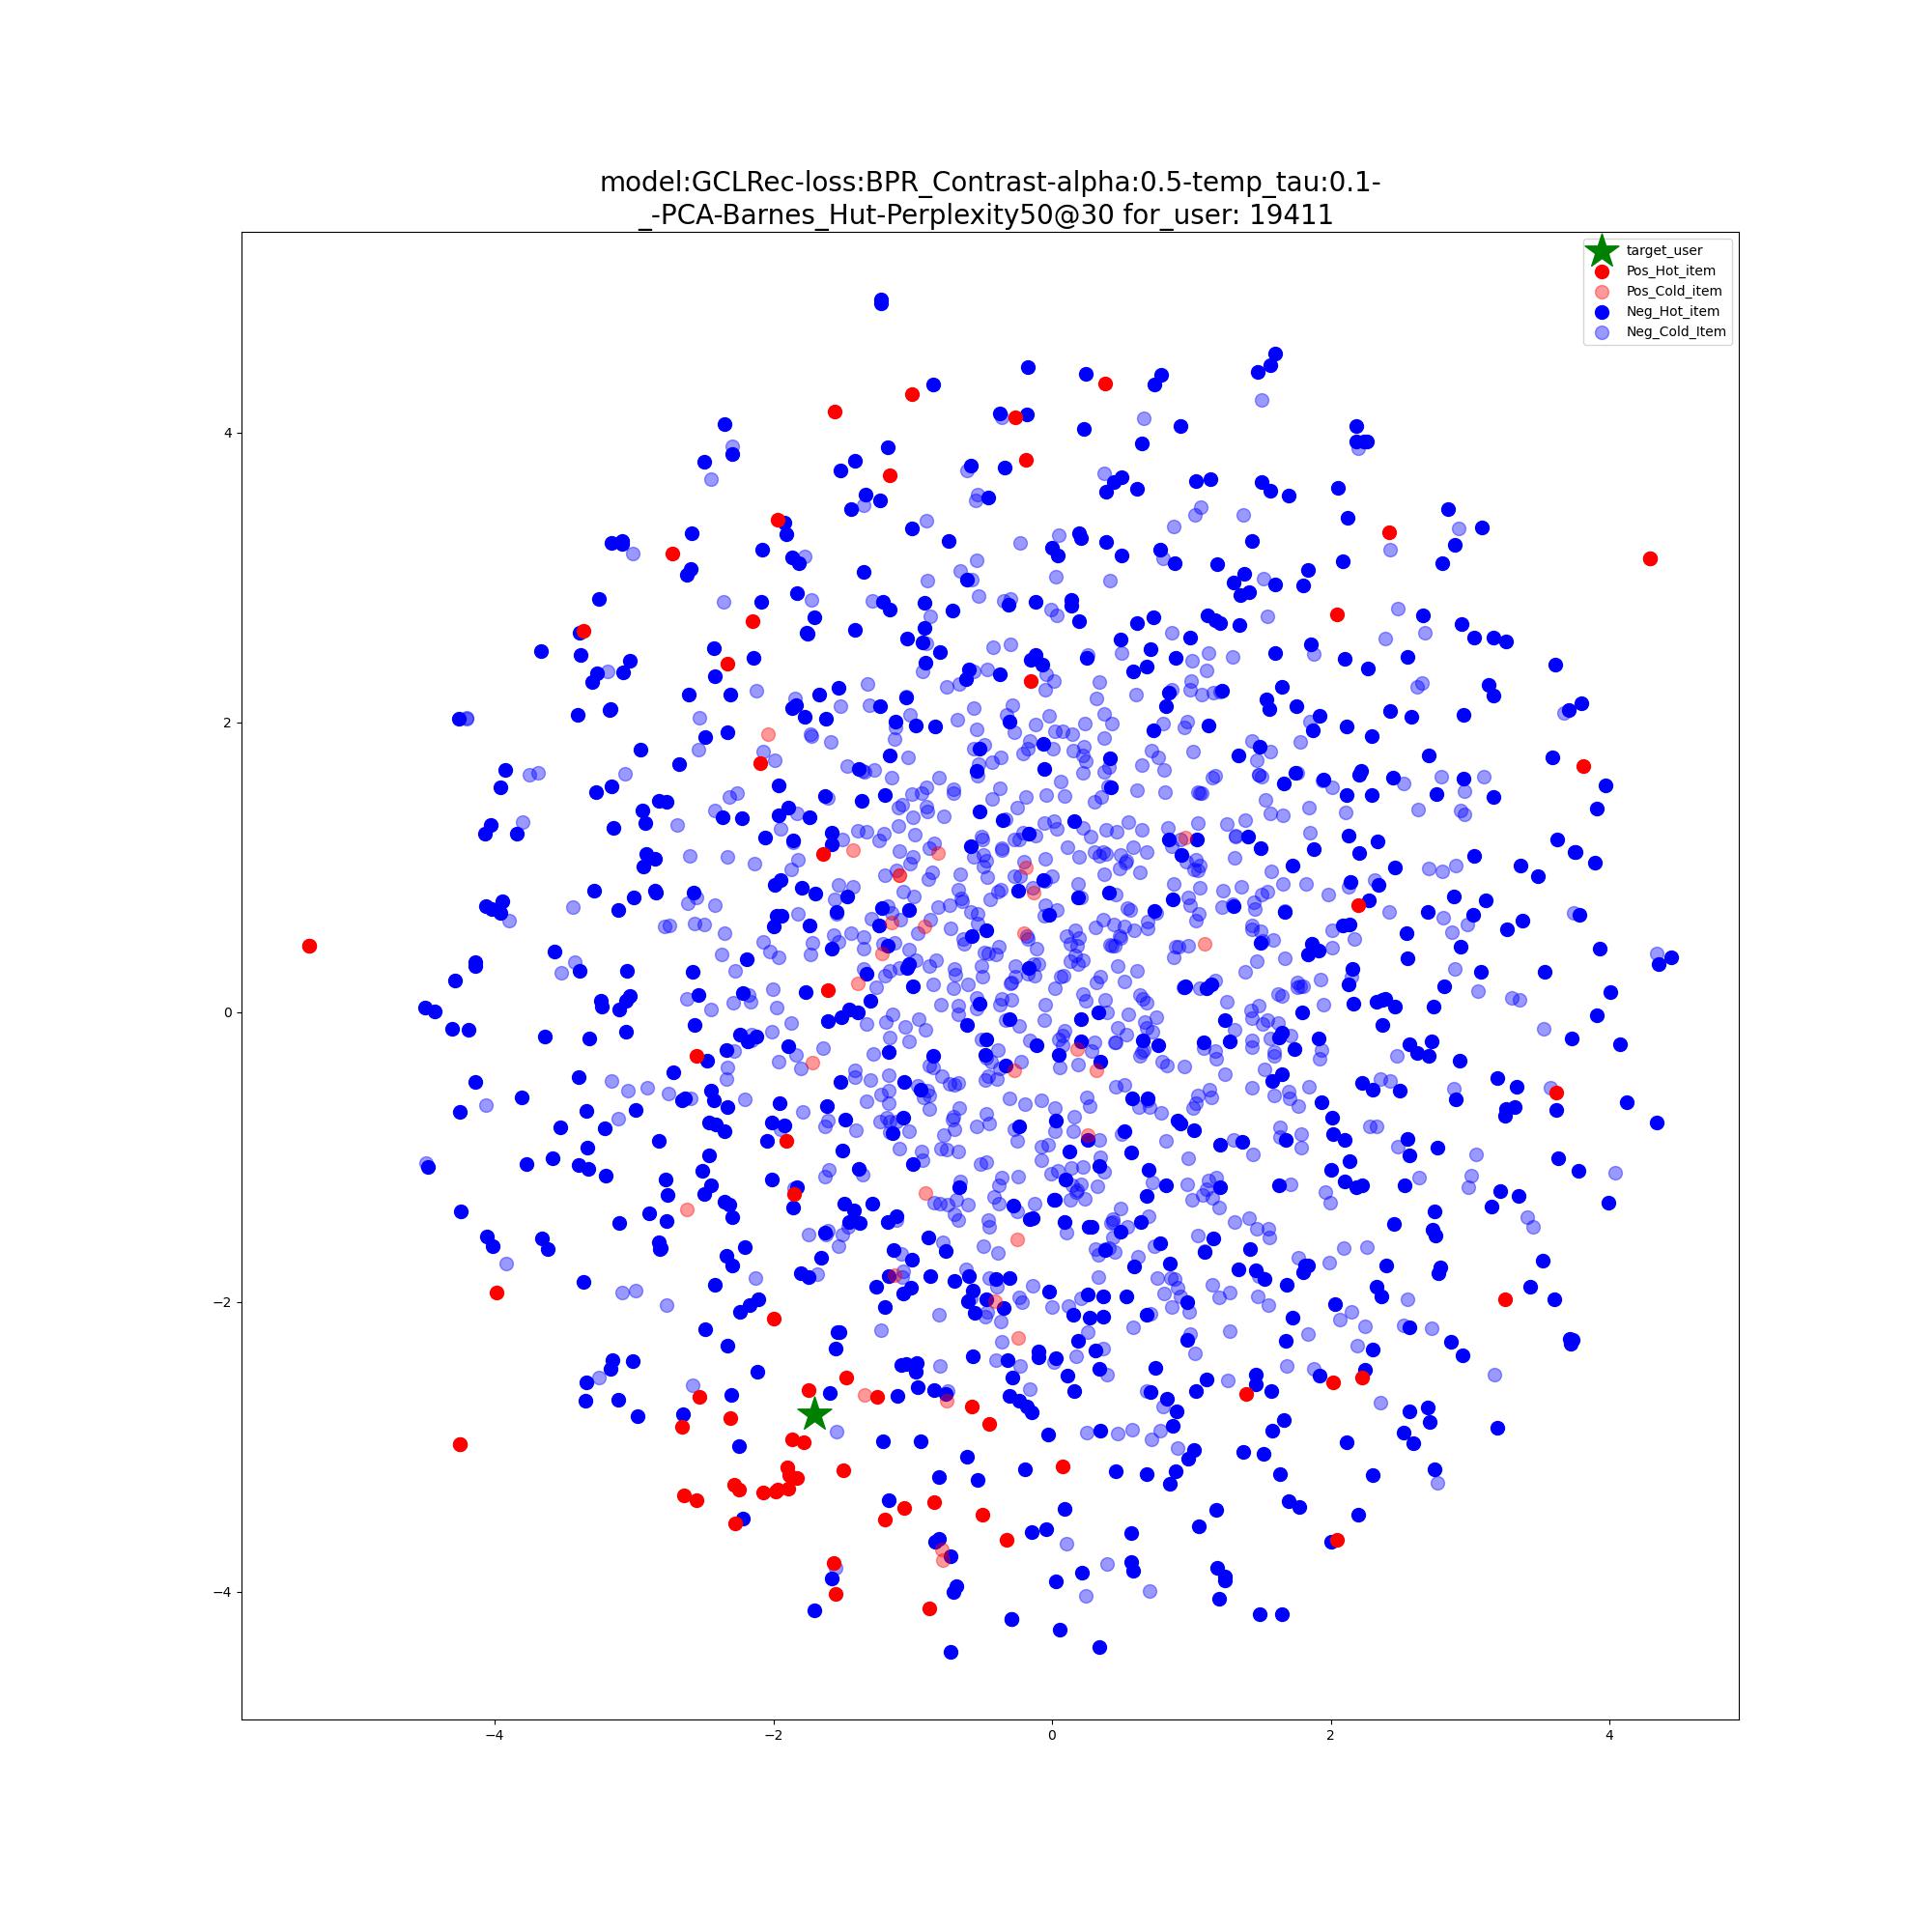 model:GCLRec-loss:BPR_Contrast-alpha:0.5-temp_tau:0.1-
_-PCA-Barnes_Hut-Perplexity50@30 for_user: 19411
target_user
Pos_Hot_item
Pos_Cold_item
Neg_Hot_item
Neg_Cold_Item
4
2
0
−2
−4
−4 −2 0 2 4